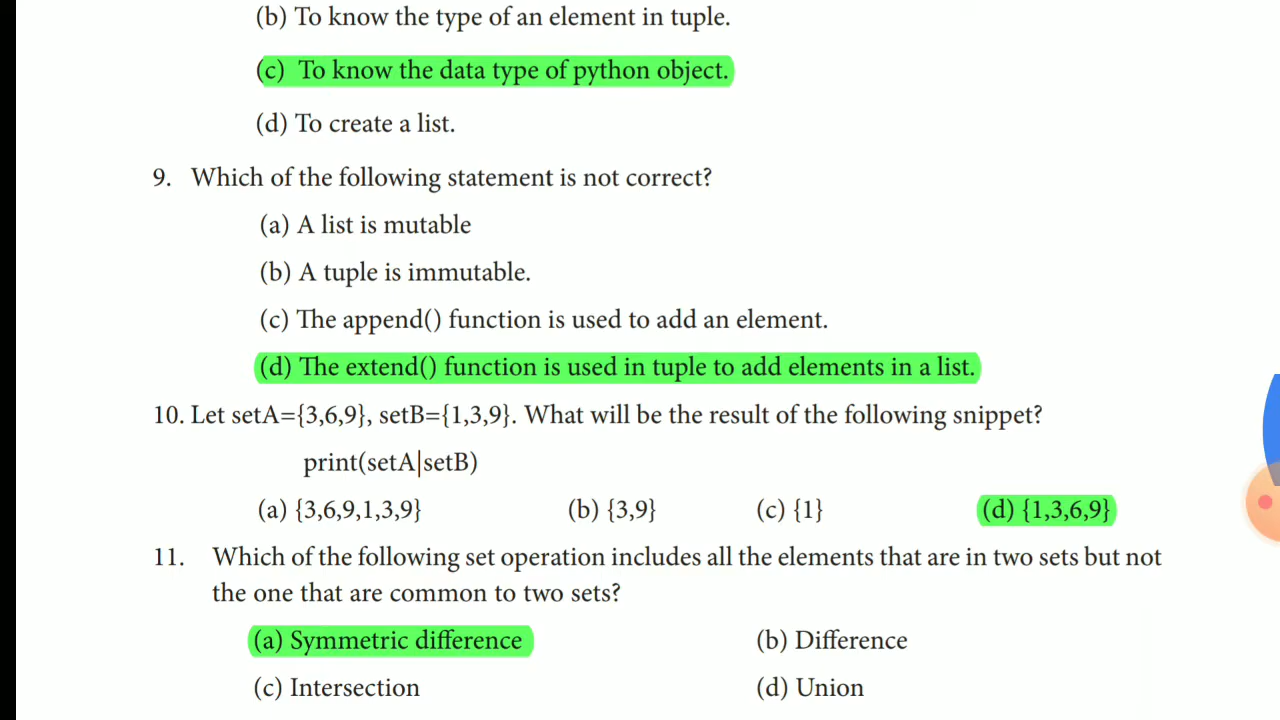 (b) To know the type of an element in tuple.
(c) To know the data type of python object.
(d) To create a list.
9. Which of the following statement is not correct?
(a) A list is mutable
(b) A tuple is immutable.
(c) The append() function is used to add an element.
(d) The extend() function is used in tuple to add elements in a list.
10. Let setA={3,6,9}, setB={1,3,9}. What will be the result of the following snippet?
print(setA|setB)
(a) {3,6,9,1,3,9} (b) {3,9} (c) {1} (d) {1,3,6,9}
11. Which of the following set operation includes all the elements that are in two sets but not
the one that are common to two sets?
(a) Symmetric difference (b) Difference
(c) Intersection (d) Union